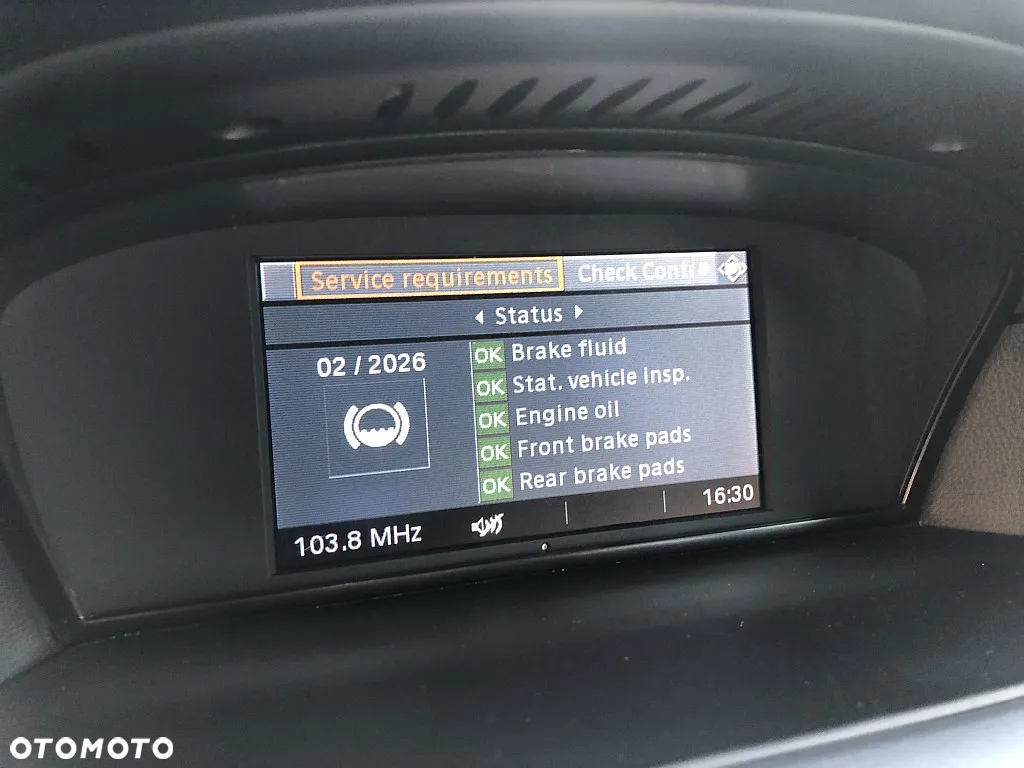 Service requirements Check Cont
Status
02 / 2026
OK Brake fluid
OK Stat. vehicle insp.
OK Engine oil
OK Front brake pads
OK Rear brake pads
103.8 MHz
16:30
OTOMOTO